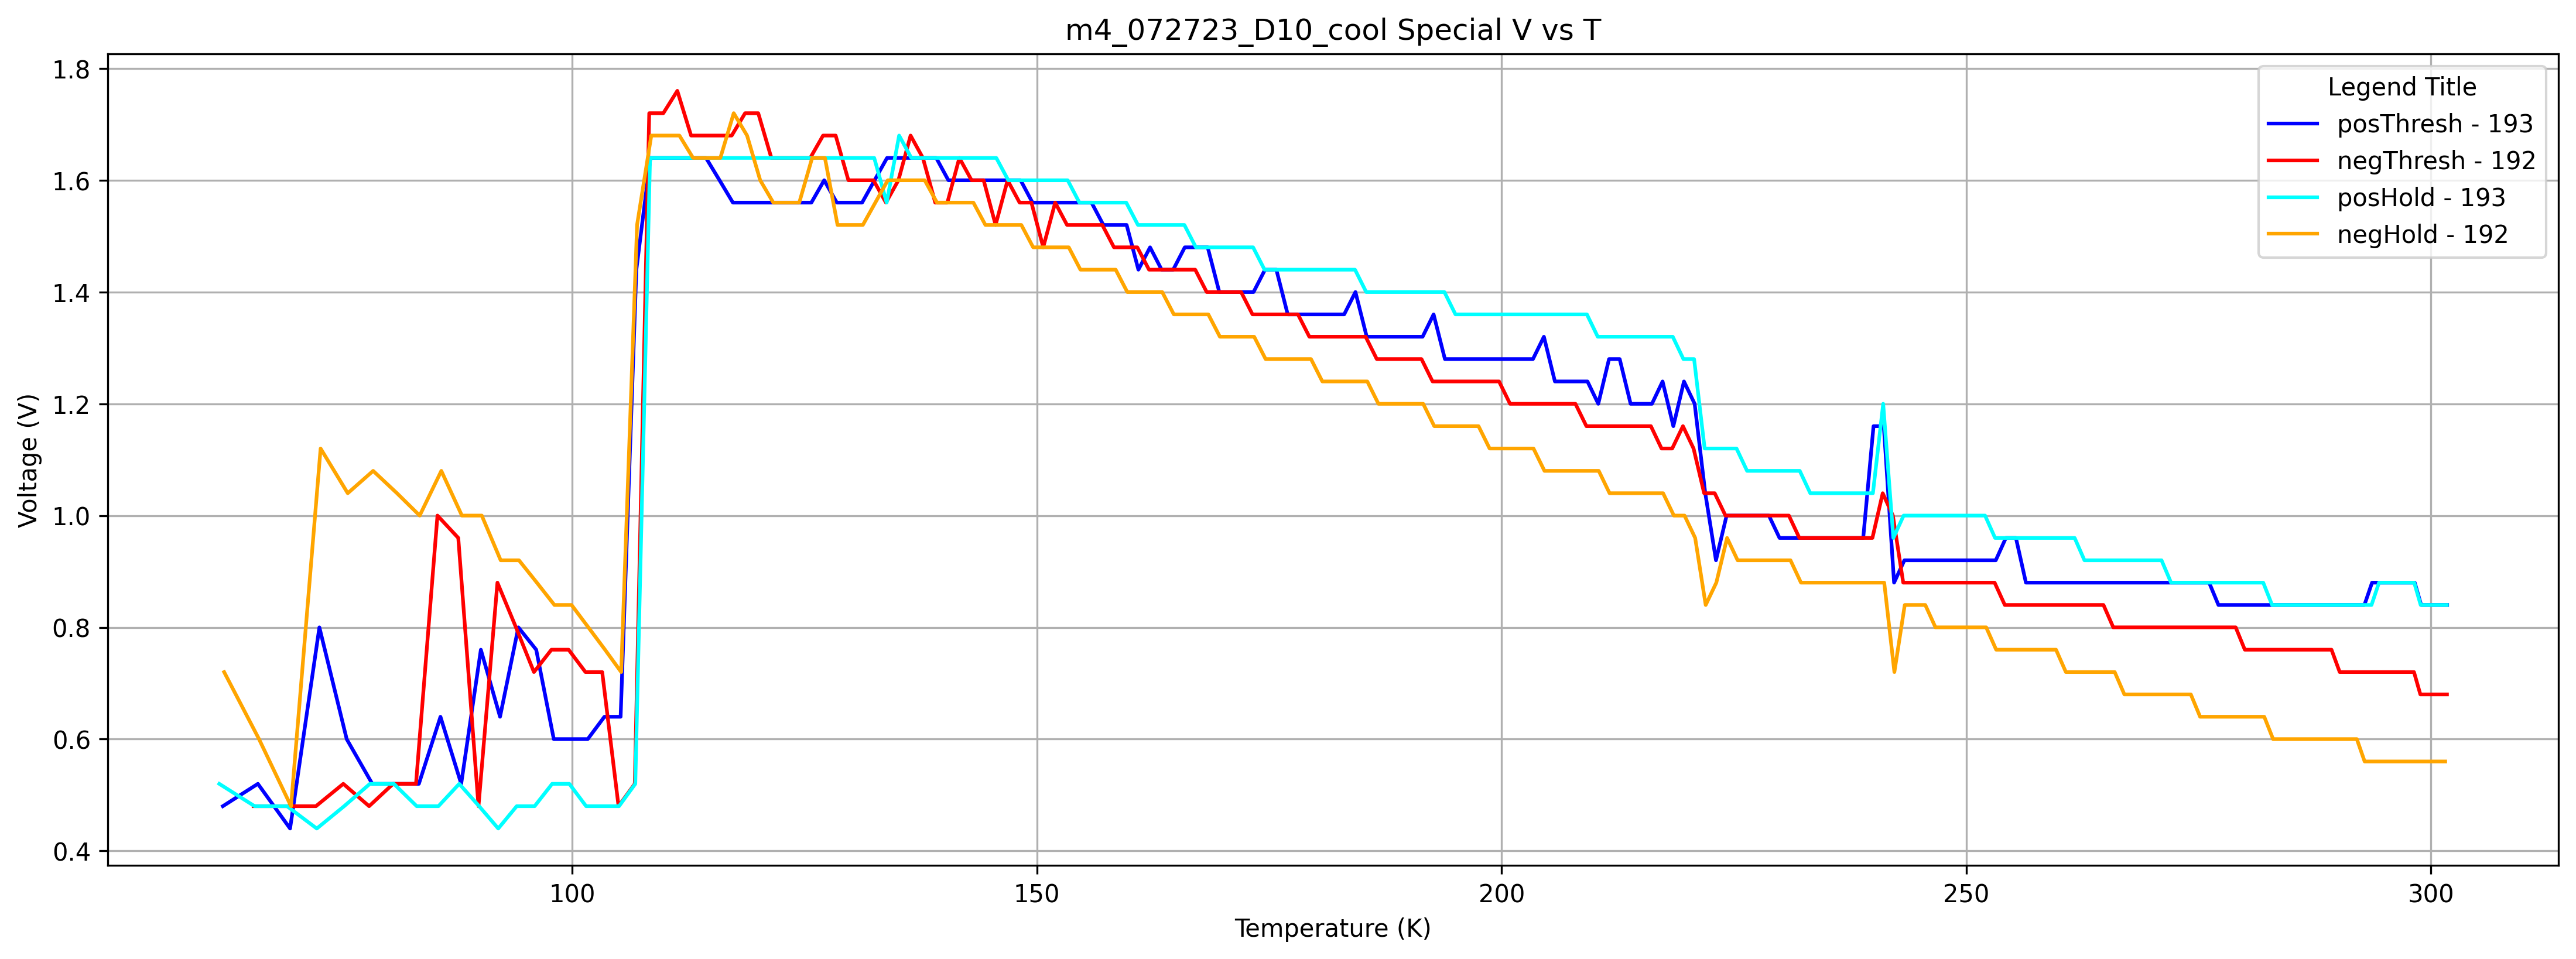 m4_072723_D10_cool Special V vs T
1.8
1.6
1.4
1.2
1.0
0.8
0.6
0.4
Voltage (V)
100 150 200 250 300
Temperature (K)
Legend Title
posThresh - 193
negThresh - 192
posHold - 193
negHold - 192